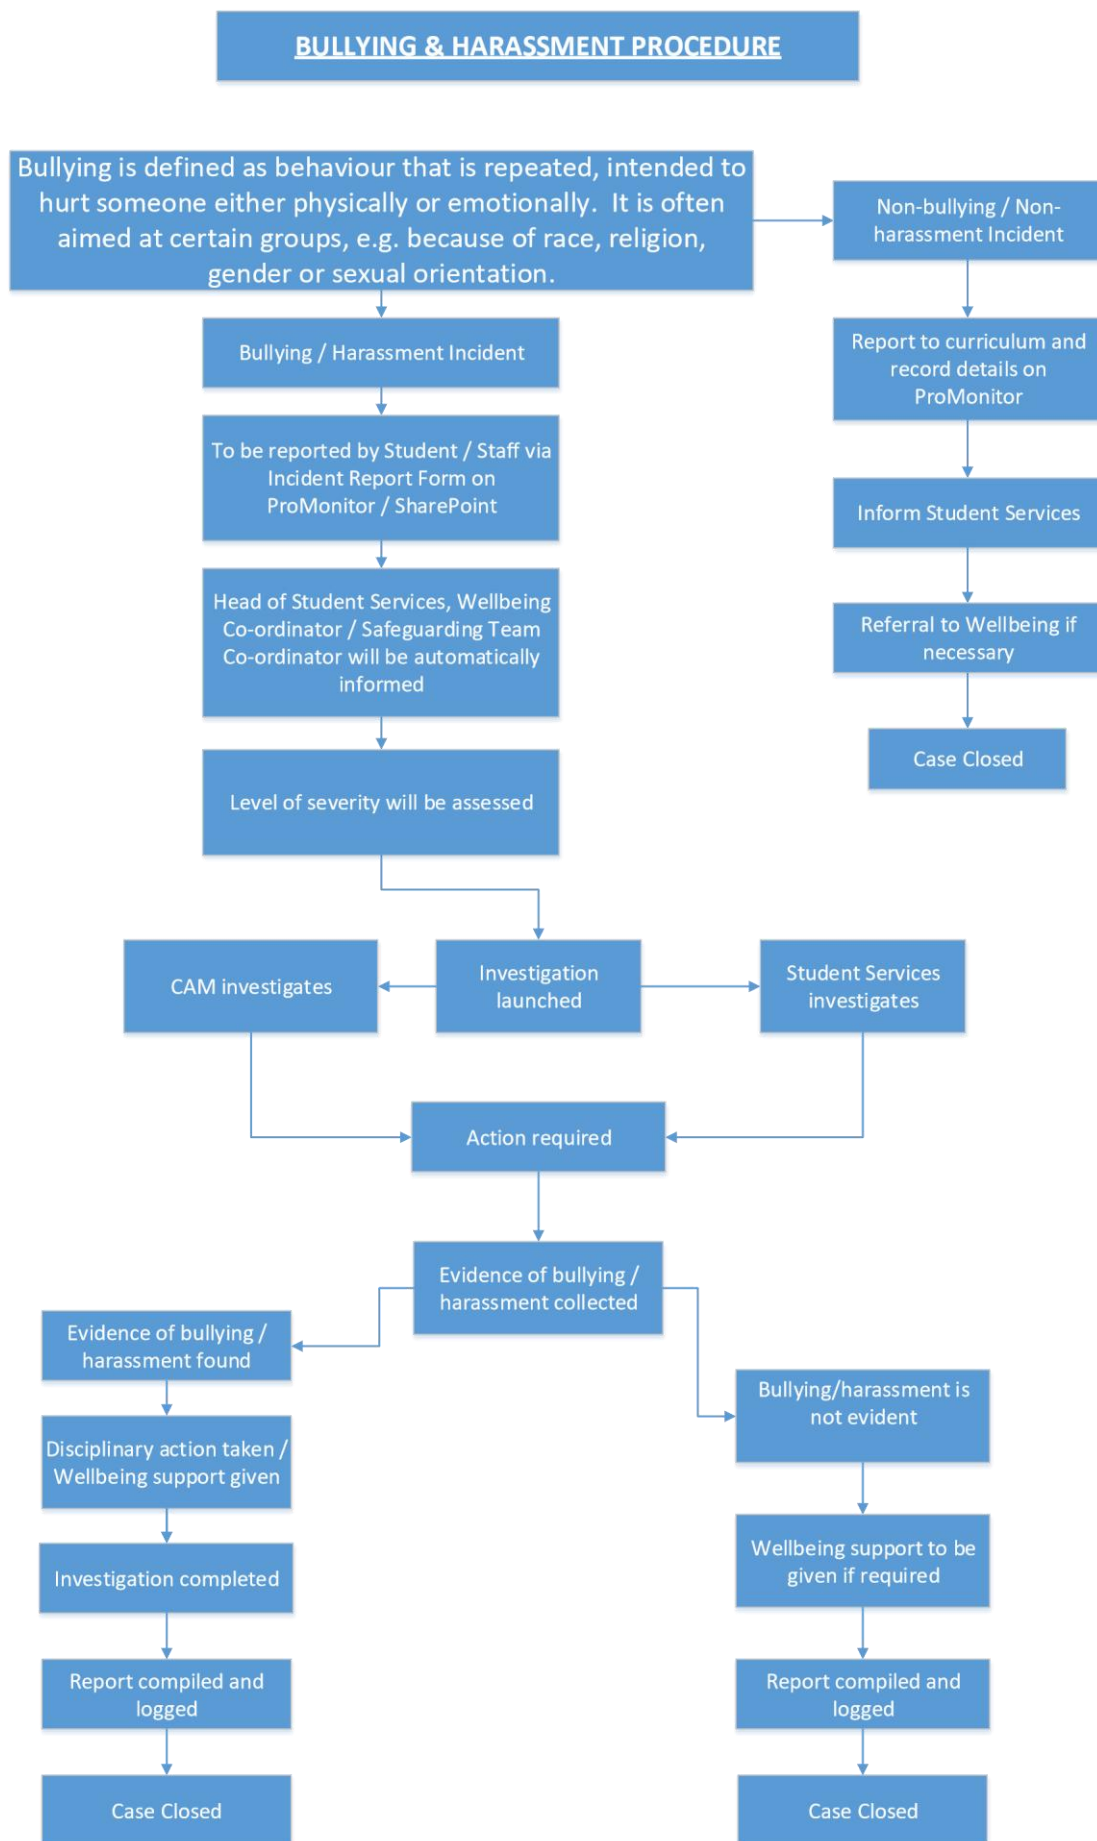 BULLYING & HARASSMENT PROCEDURE
Bullying is defined as behaviour that is repeated, intended to
hurt someone either physically or emotionally.  It is often
aimed at certain groups, e.g. because of race, religion,
gender or sexual orientation.
Non-bullying / Non-
harassment Incident
Bullying / Harassment Incident
Report to curriculum and
record details on
ProMonitor
To be reported by Student / Staff via
Incident Report Form on
ProMonitor / SharePoint
Inform Student Services
Head of Student Services, Wellbeing
Co-ordinator / Safeguarding Team
Co-ordinator will be automatically
informed
Referral to Wellbeing if
necessary
Case Closed
Level of severity will be assessed
CAM investigates
Investigation
launched
Student Services
investigates
Action required
Evidence of bullying /
harassment collected
Evidence of bullying /
harassment found
Bullying/harassment is
not evident
Disciplinary action taken /
Wellbeing support given
Wellbeing support to be
given if required
Investigation completed
Report compiled and
logged
Report compiled and
logged
Case Closed
Case Closed